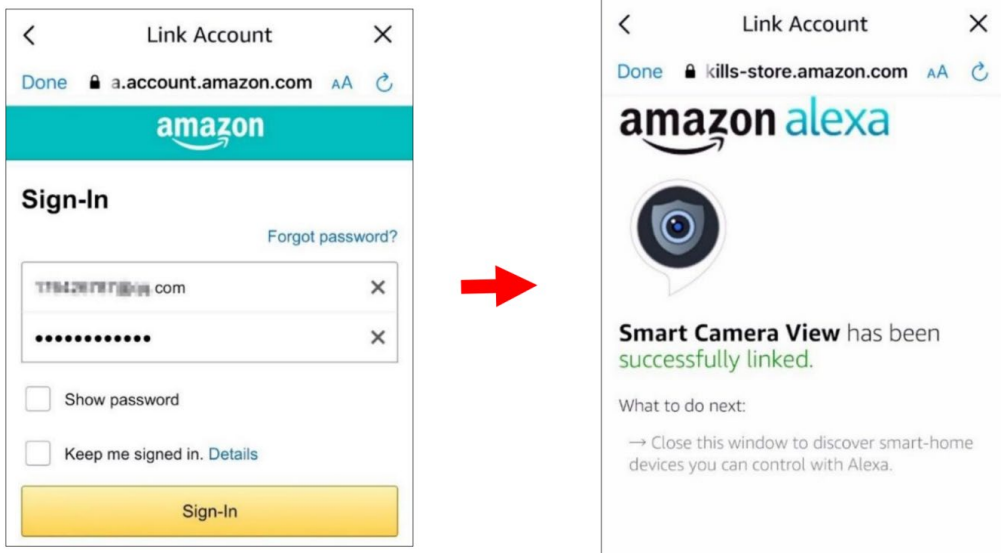 Link Account
Done a.account.amazon.com AA
amazon
Sign-In
Forgot password?
.com
Show password
Keep me signed in. Details
Sign-In
Link Account
Done kills-store.amazon.com AA
amazon alexa
Smart Camera View has been
successfully linked.
What to do next:
→ Close this window to discover smart-home
devices you can control with Alexa.